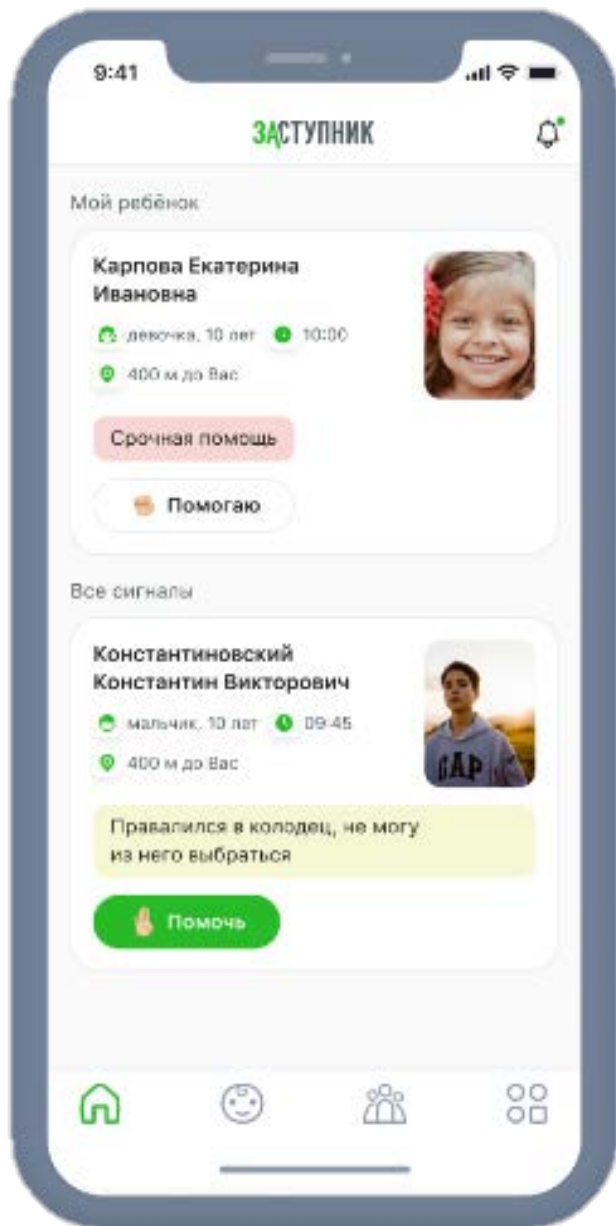 9:41
ЗАСТУПНИК
Мой ребёнок
Карпова Екатерина
Ивановна
девочка, 10 лет 10:00
400 м до Вас
Срочная помощь
Помогаю
Все сигналы
Константиновский
Константин Викторович
мальчик, 10 лет 09:45
400 м до Вас
GAP
Правалился в колодец, не могу
из него выбраться
Помочь